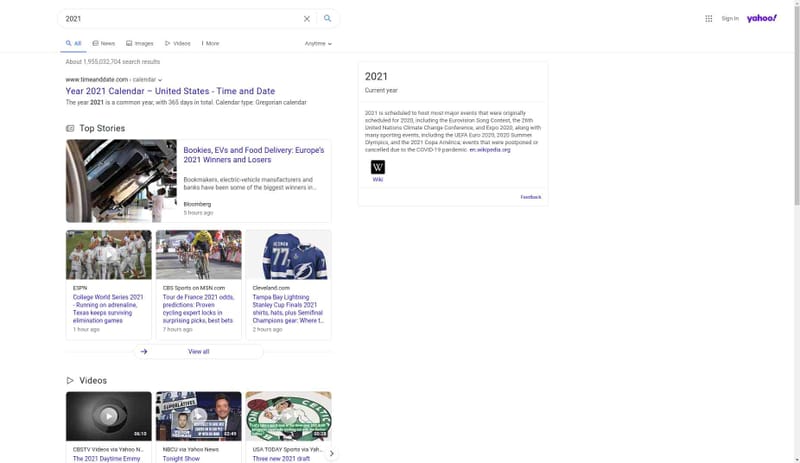 2021
Sign In
yahoo!
All
News
Images
Videos
More
Anytime
About 1,955,032,704 search results
www.timeanddate.com › calendar
Year 2021 Calendar – United States - Time and Date
The year 2021 is a common year, with 365 days in total. Calendar type: Gregorian calendar
Top Stories
Bookies, EVs and Food Delivery: Europe's
2021 Winners and Losers
Bookmakers, electric-vehicle manufacturers and
banks have been some of the biggest winners in...
Bloomberg
5 hours ago
ESPN
College World Series 2021
- Running on adrenaline,
Texas keeps surviving
elimination games
1 hour ago
CBS Sports on MSN.com
Tour de France 2021 odds,
predictions: Proven
cycling expert locks in
surprising picks, best bets
7 hours ago
HEDMAN
77
Cleveland.com
Tampa Bay Lightning
Stanley Cup Finals 2021
shirts, hats, plus Semifinal
Champions gear: Where t...
2 hours ago
View all
Videos
06:10
CBSTV Videos via Yahoo N...
The 2021 Daytime Emmy
SUPERLATIVES
02:45
NBCU via Yahoo News
Tonight Show
CELTIC
00:28
USA TODAY Sports via Yah...
Three new 2021 draft
2021
Current year
2021 is scheduled to host most major events that were originally
scheduled for 2020, including the Eurovision Song Contest, the 26th
United Nations Climate Change Conference, and Expo 2020, along with
many sporting events, including the UEFA Euro 2020, 2020 Summer
Olympics, and the 2021 Copa América; events that were postponed or
cancelled due to the COVID-19 pandemic. en.wikipedia.org
W
Wiki
Feedback